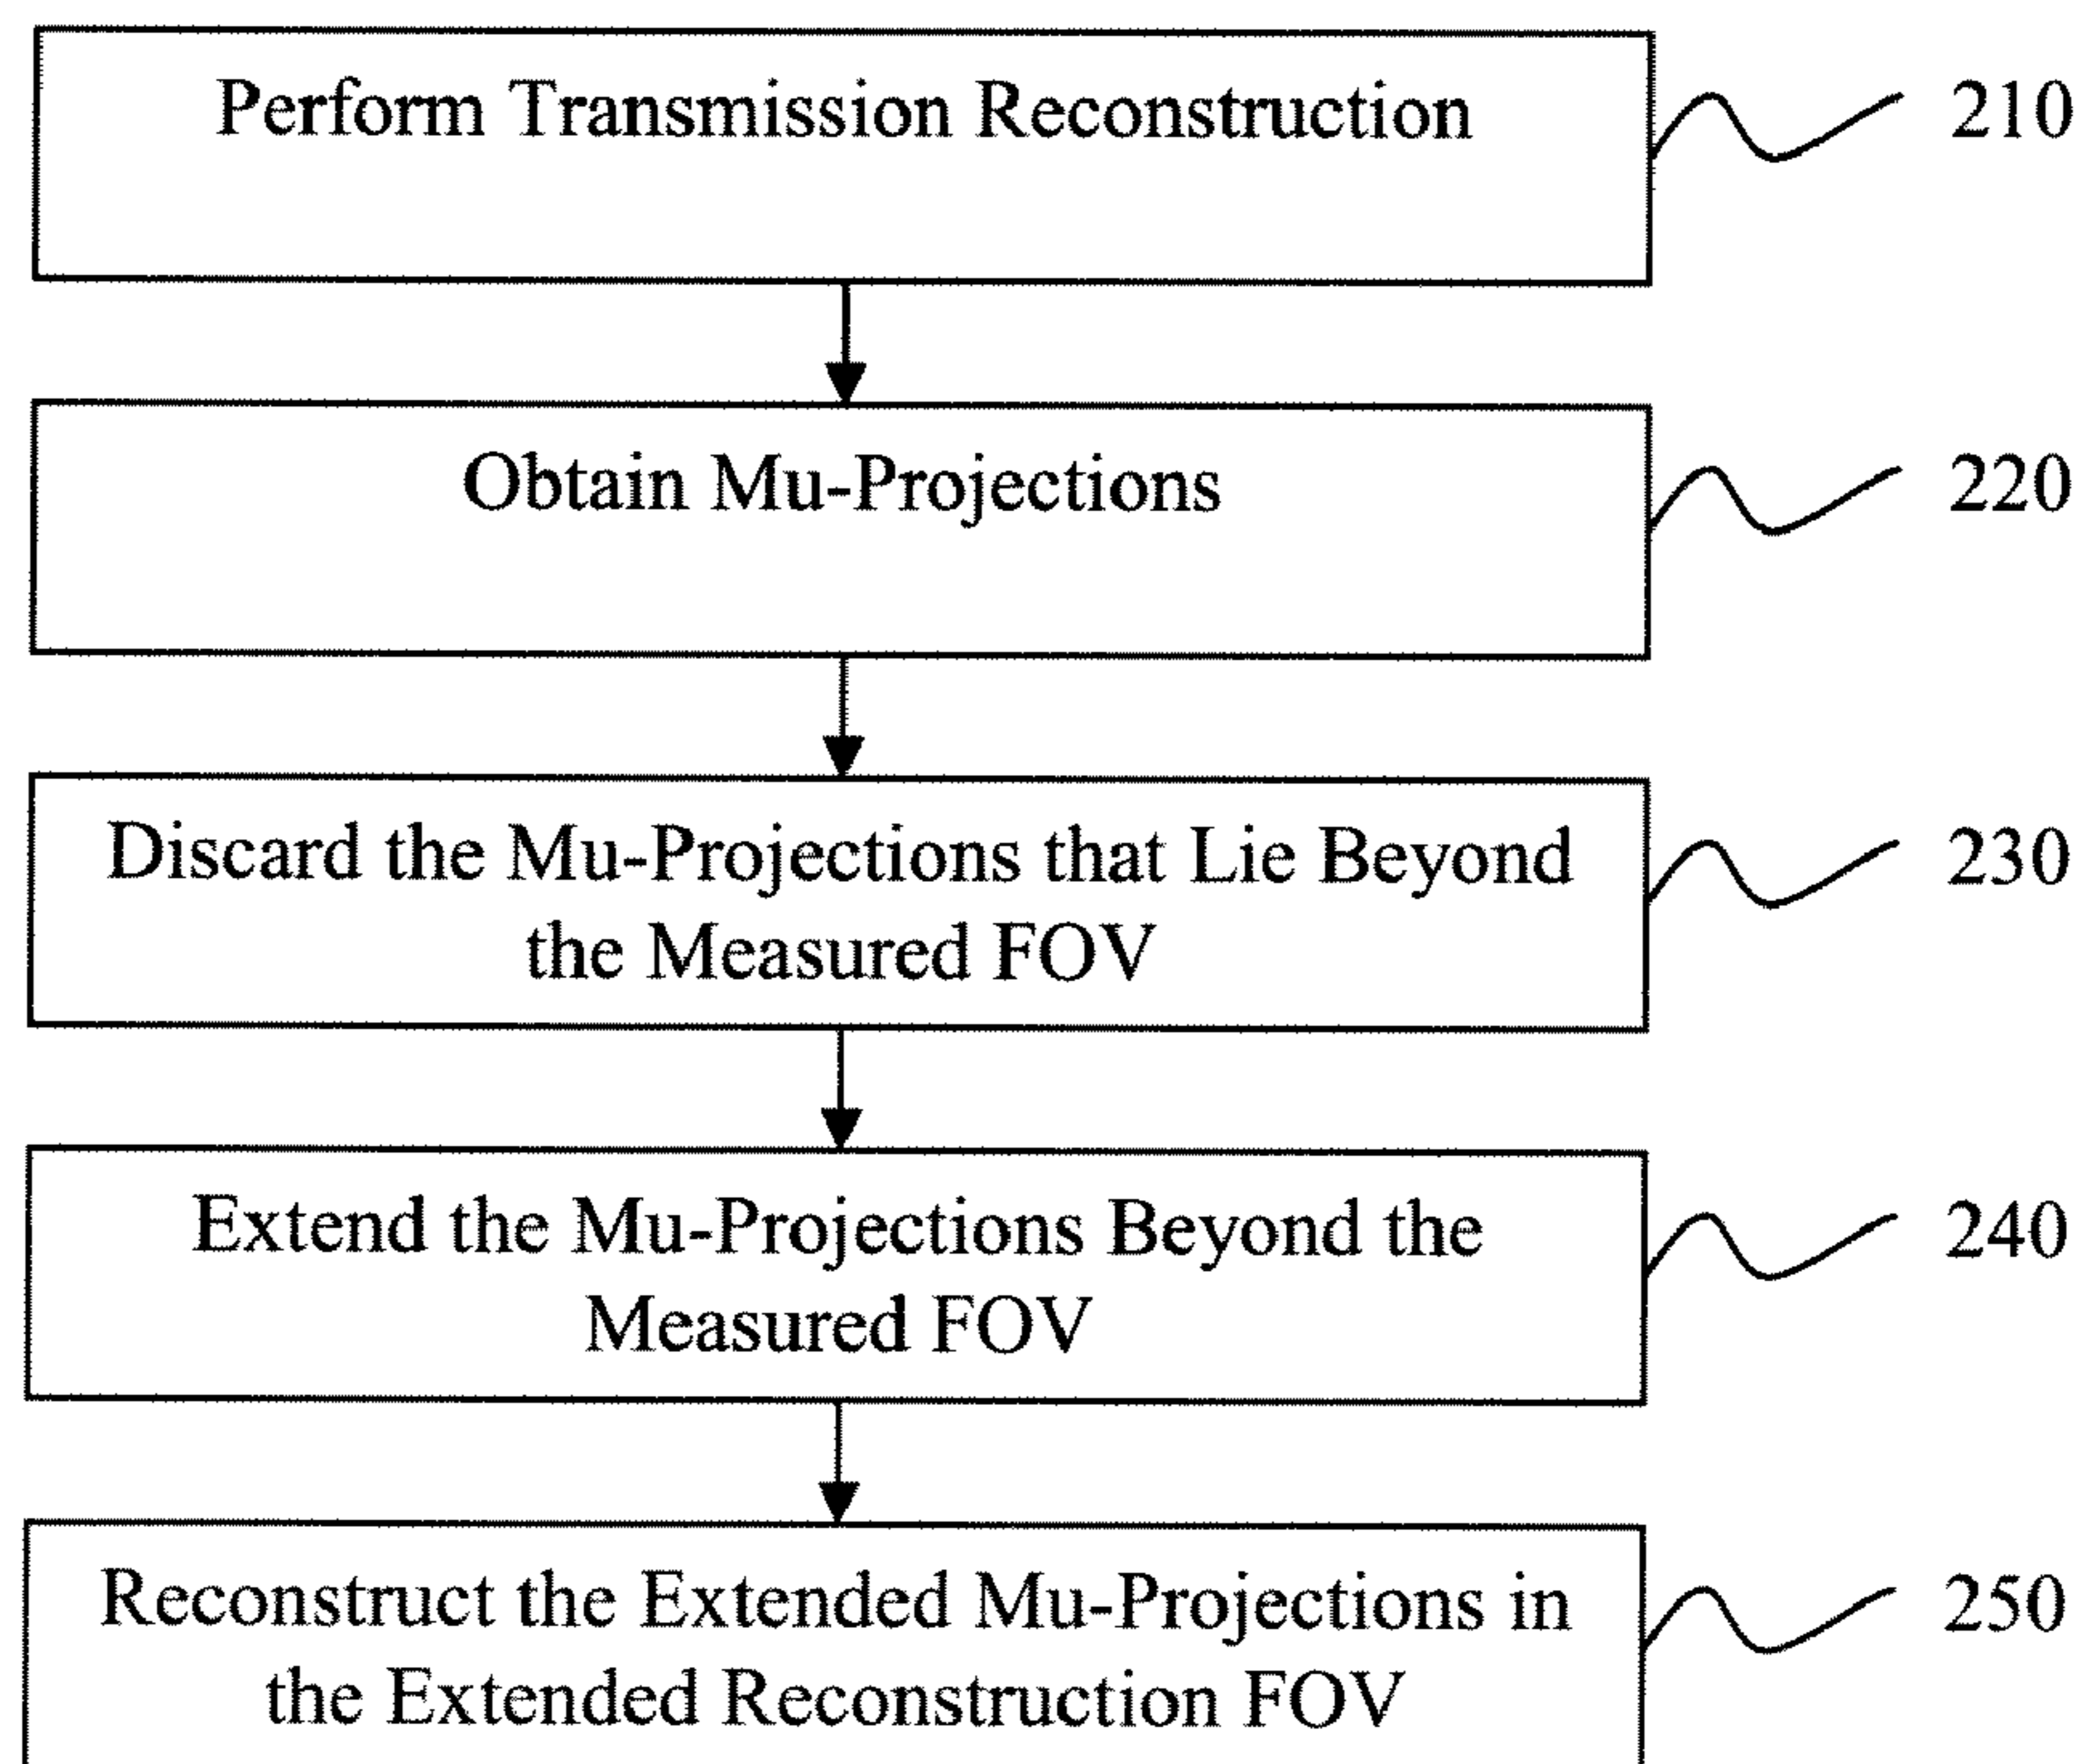 Perform Transmission Reconstruction
210
Obtain Mu-Projections
220
Discard the Mu-Projections that Lie Beyond
the Measured FOV
230
Extend the Mu-Projections Beyond the
Measured FOV
240
Reconstruct the Extended Mu-Projections in
the Extended Reconstruction FOV
250